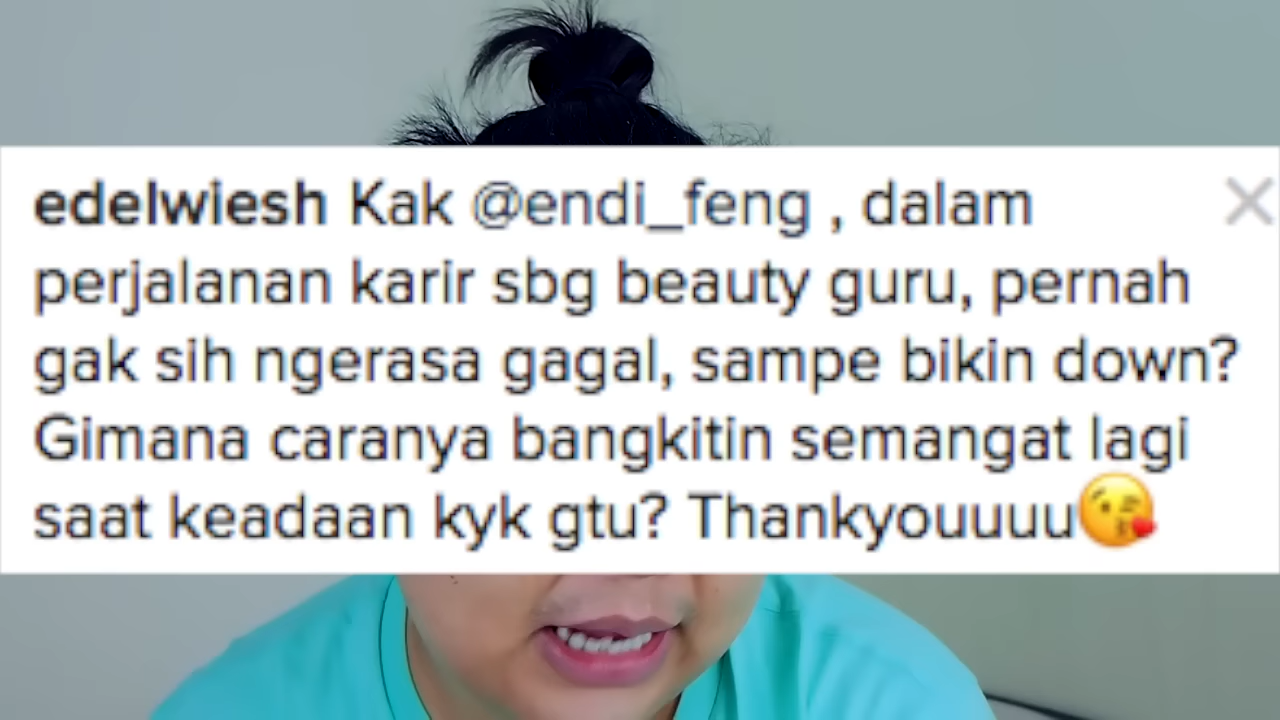 edelwiesh Kak @endi_feng , dalam
perjalanan karir sbg beauty guru, pernah
gak sih ngerasa gagal, sampe bikin down?
Gimana caranya bangkitin semangat lagi
saat keadaan kyk gtu? Thankyouuuu😘